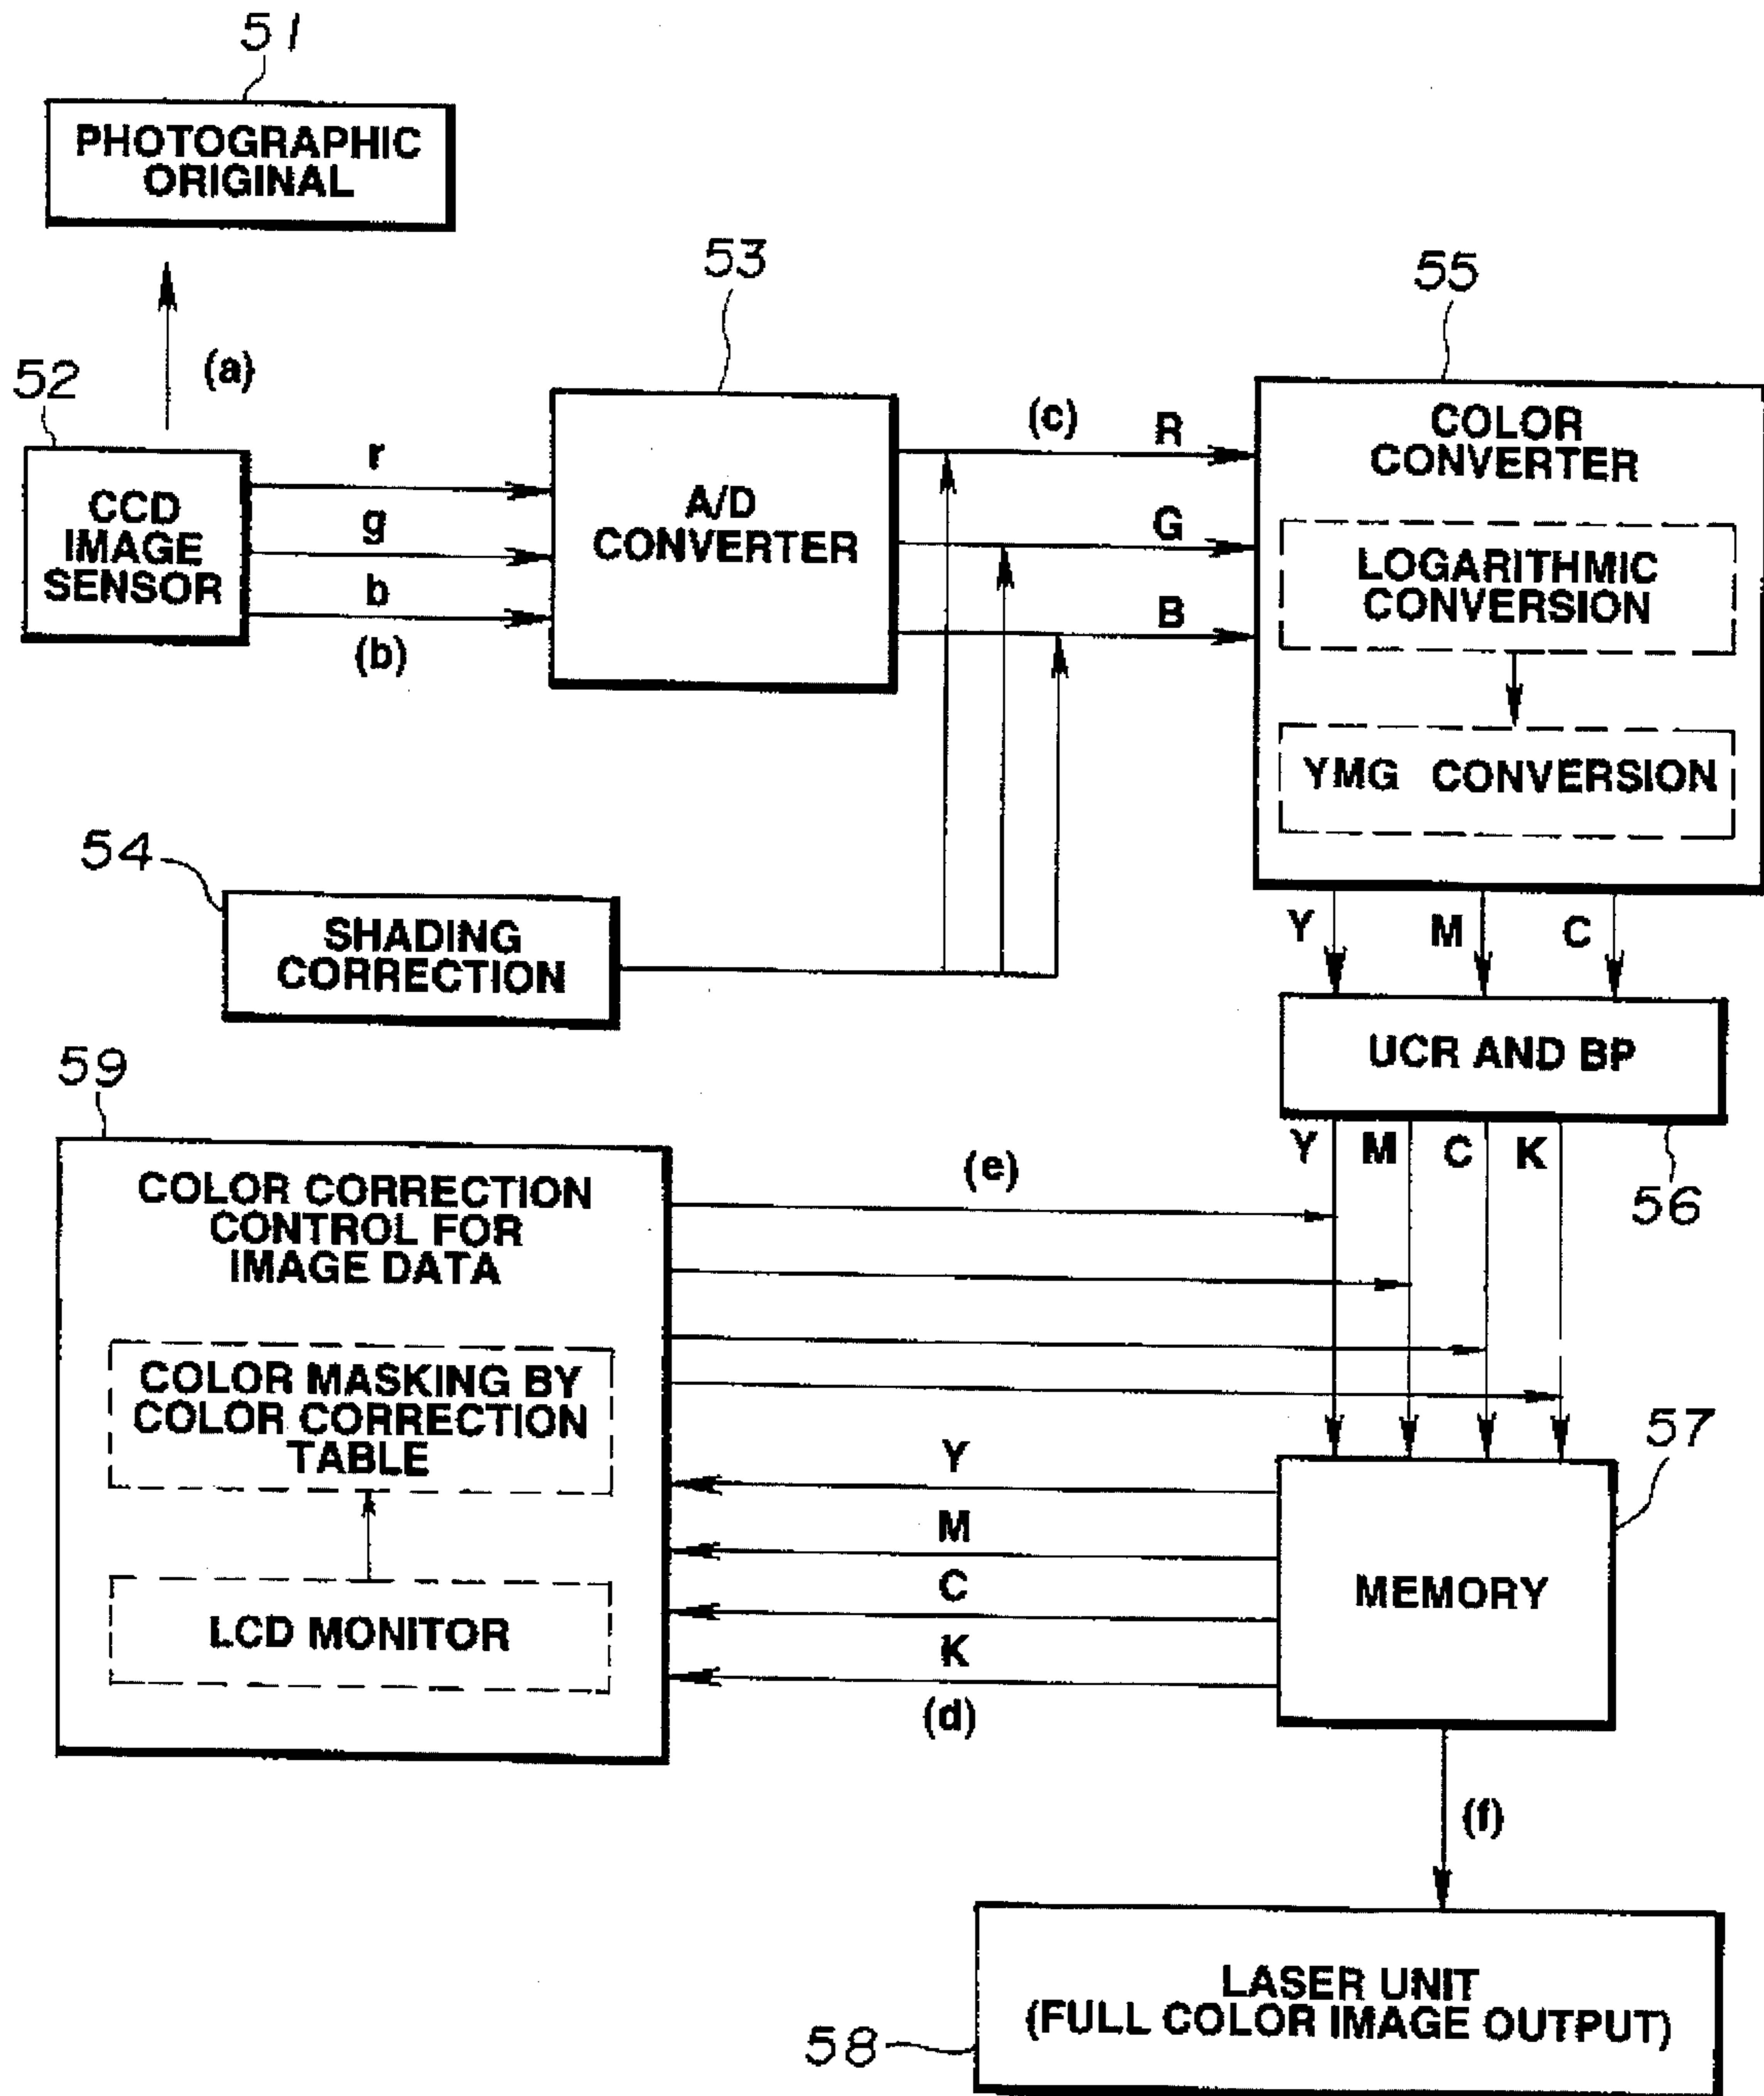 51
PHOTOGRAPHIC
ORIGINAL
(a)
52
CCD
IMAGE
SENSOR
r
g
b
(b)
53
A/D
CONVERTER
(c)
R
G
B
55
COLOR
CONVERTER
LOGARITHMIC
CONVERSION
YMG CONVERSION
54
SHADING
CORRECTION
Y M C
UCR AND BP
56
Y M C K
59
COLOR CORRECTION
CONTROL FOR
IMAGE DATA
COLOR MASKING BY
COLOR CORRECTION
TABLE
LCD MONITOR
(e)
Y
M
C
K
(d)
57
MEMORY
(f)
LASER UNIT
(FULL COLOR IMAGE OUTPUT)
58